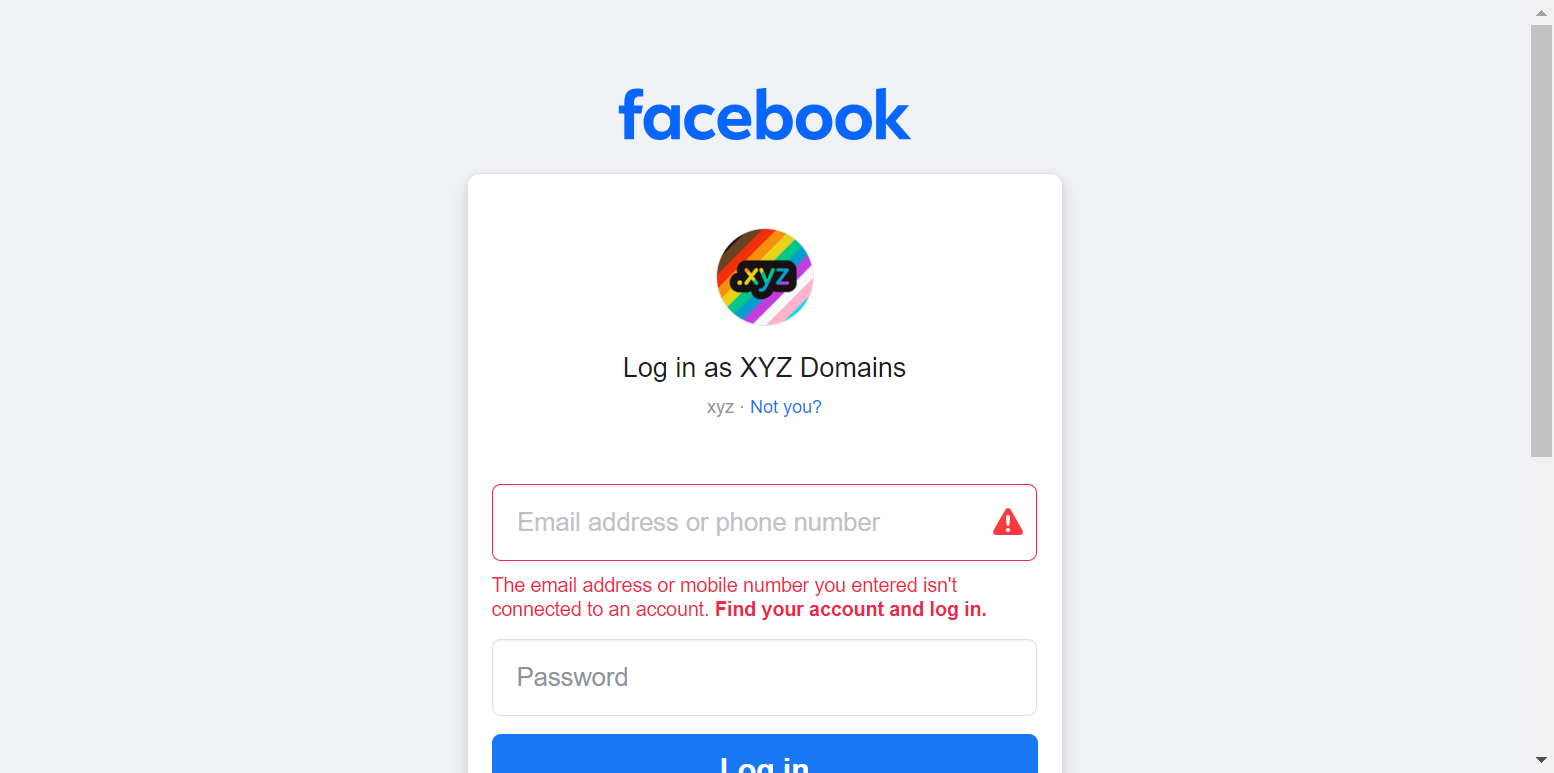 facebook
.xyz
Log in as XYZ Domains
xyz · Not you?
Email address or phone number
The email address or mobile number you entered isn't
connected to an account. Find your account and log in.
Password
Log in